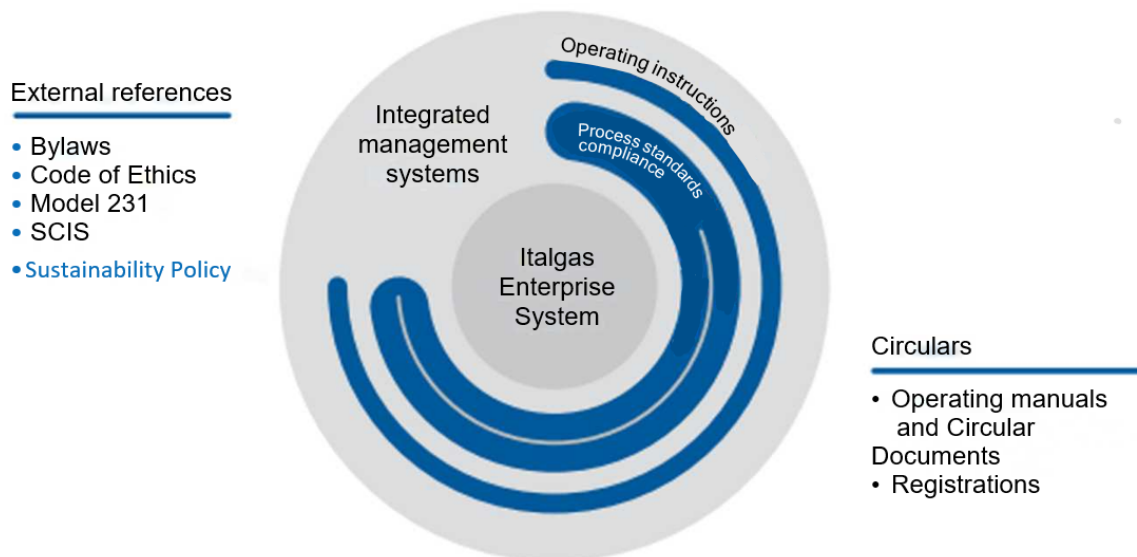 External references
• Bylaws
• Code of Ethics
• Model 231
• SCIS
• Sustainability Policy
Integrated
management
systems
Operating instructions
Process standards
compliance
Italgas
Enterprise
System
Circulars
• Operating manuals
and Circular
Documents
• Registrations